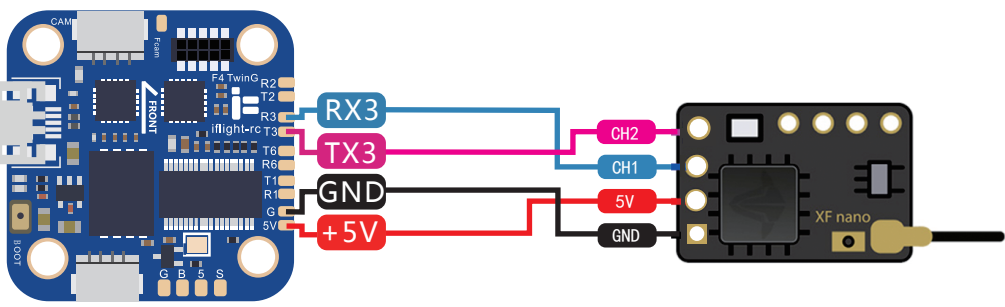 CAM
Fcam
F4 TwinG
FRONT
iflight-rc
R2
T2
R3
T3
T6
R6
T1
R1
G
5V
BOOT
G B 5 S
RX3
TX3
GND
+5V
CH2
CH1
5V
GND
XF nano